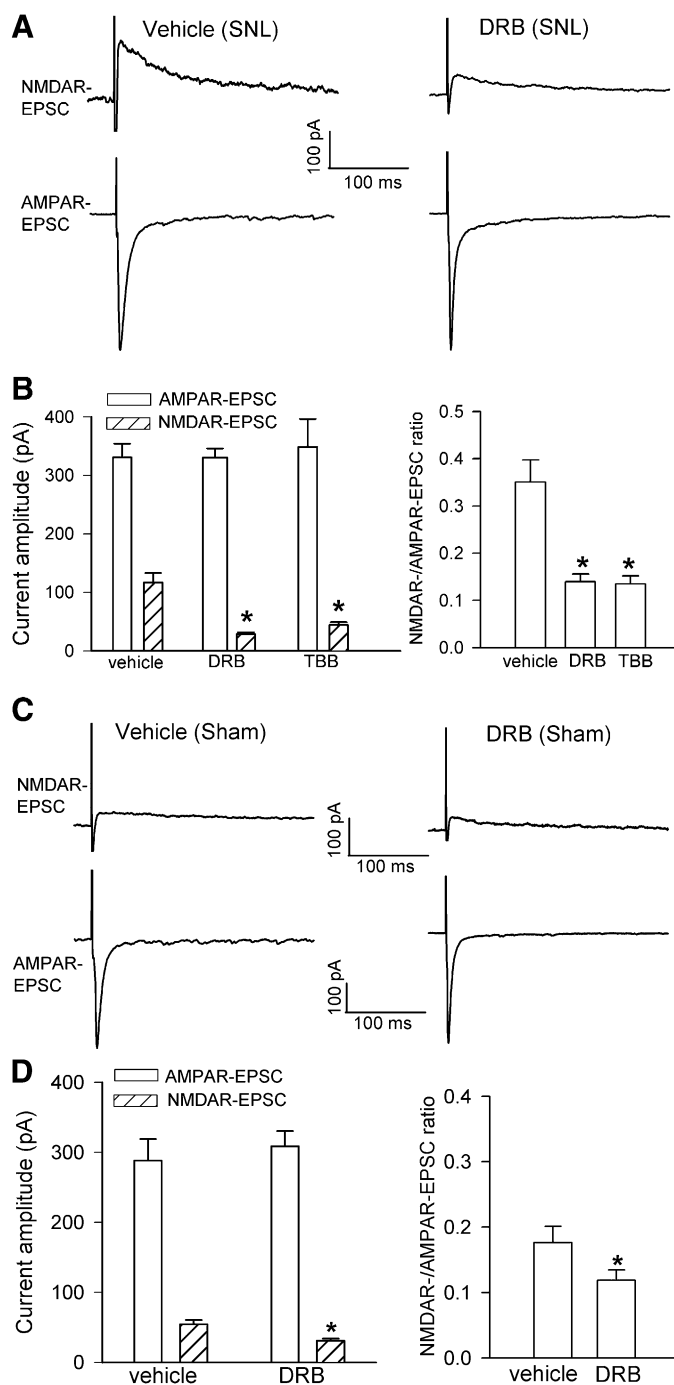 A
Vehicle (SNL)
DRB (SNL)
NMDAR-
EPSC
100 pA
100 ms
AMPAR-
EPSC
B
AMPAR-EPSC
NMDAR-EPSC
Current amplitude (pA)
400
300
200
100
0
*
*
vehicle
DRB
TBB
NMDAR-/AMPAR-EPSC ratio
0.5
0.4
0.3
0.2
0.1
0.0
*
*
vehicle
DRB
TBB
C
Vehicle (Sham)
DRB (Sham)
NMDAR-
EPSC
100 pA
100 ms
AMPAR-
EPSC
100 pA
100 ms
D
AMPAR-EPSC
NMDAR-EPSC
Current amplitude (pA)
400
300
200
100
0
*
vehicle
DRB
NMDAR-/AMPAR-EPSC ratio
0.4
0.3
0.2
0.1
0.0
*
vehicle
DRB